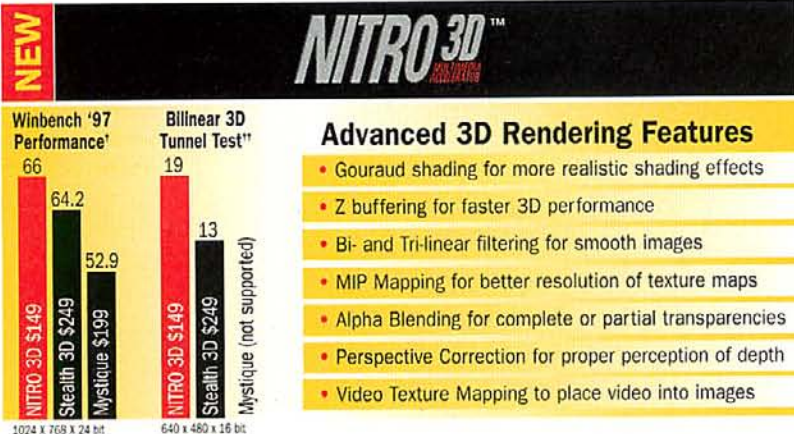 NEW
NITRO 3D™
MULTIMEDIA
ACCELERATOR
Winbench '97
Performance†
66
64.2
52.9
NITRO 3D $149
Stealth 3D $249
Mystique $199
1024 X 768 X 24 bit
Bilinear 3D
Tunnel Test††
19
13
NITRO 3D $149
Stealth 3D $249
Mystique (not supported)
640 x 480 x 16 bit
Advanced 3D Rendering Features
• Gouraud shading for more realistic shading effects
• Z buffering for faster 3D performance
• Bi- and Tri-linear filtering for smooth images
• MIP Mapping for better resolution of texture maps
• Alpha Blending for complete or partial transparencies
• Perspective Correction for proper perception of depth
• Video Texture Mapping to place video into images